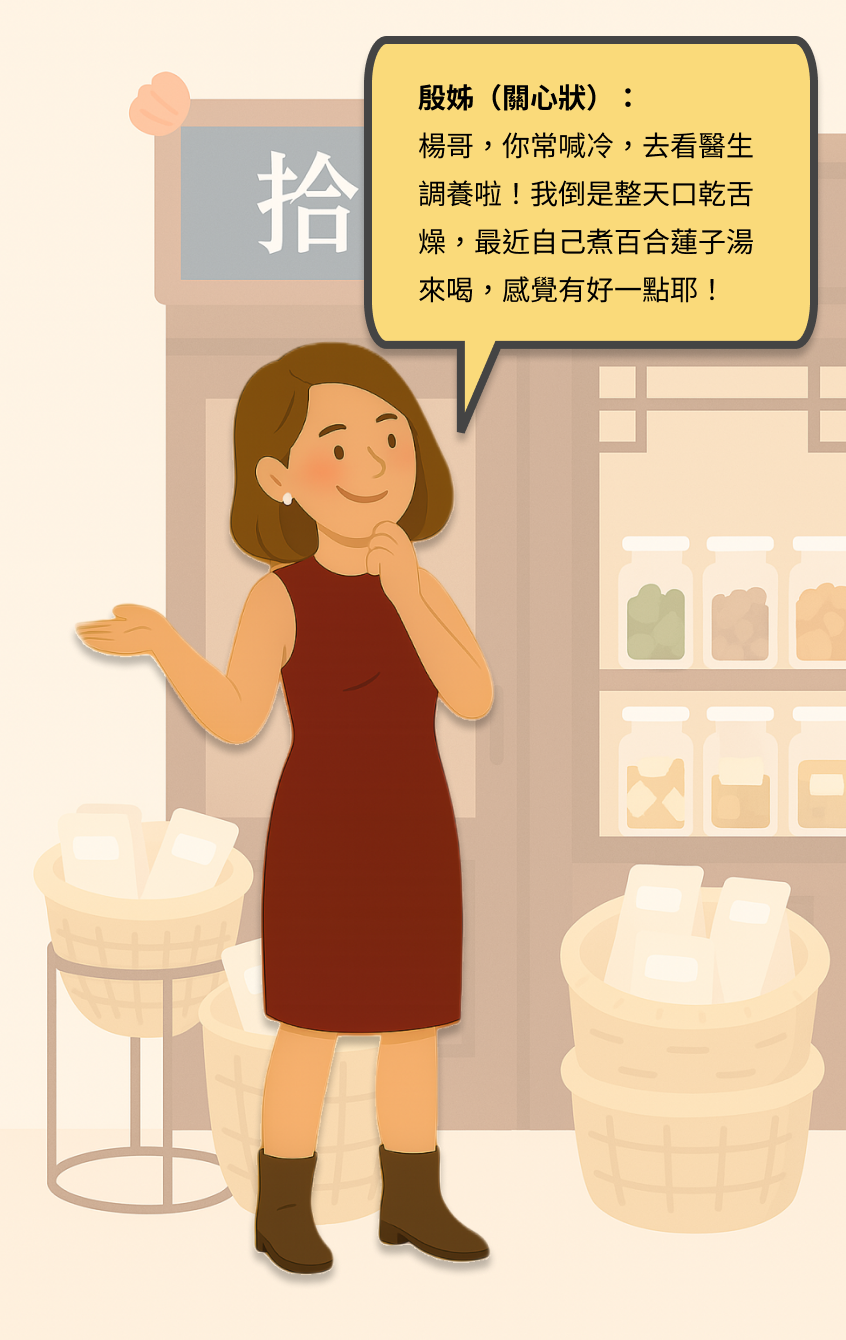 殷姊（關心狀）：
楊哥，你常喊冷，去看醫生
調養啦！我倒是整天口乾舌
燥，最近自己煮百合蓮子湯
來喝，感覺有好一點耶！
拾